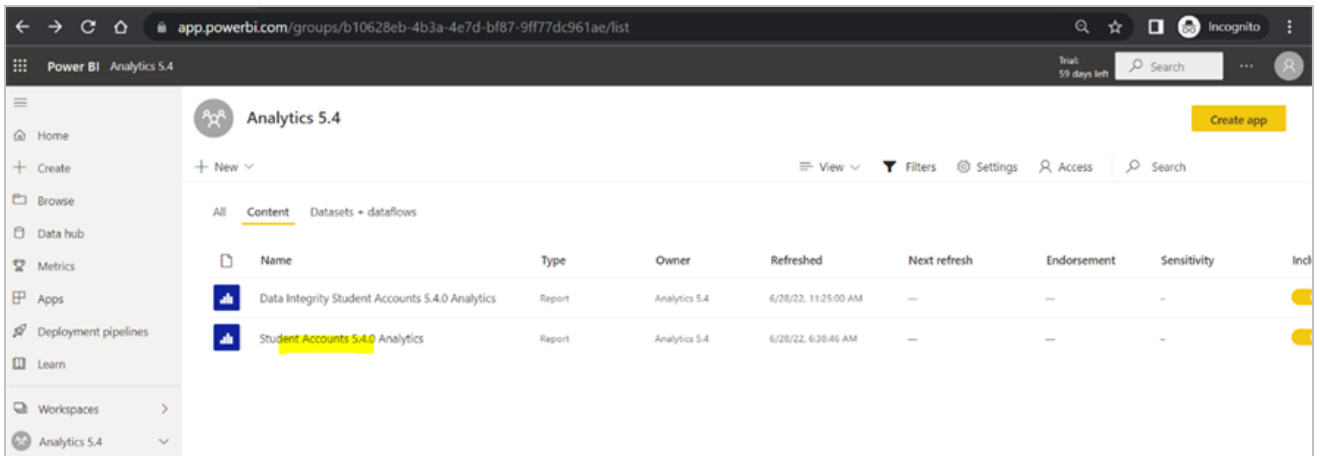 app.powerbi.com/groups/b10628eb-4b3a-4e7d-bf87-9ff77dc961ae/list
Incognito
Power BI Analytics 5.4
Trial:
59 days left
Search
Analytics 5.4
Create app
Home
Create
New
View
Filters
Settings
Access
Search
Browse
All
Content
Datasets + dataflows
Data hub
Metrics
Name
Type
Owner
Refreshed
Next refresh
Endorsement
Sensitivity
Apps
Data Integrity Student Accounts 5.4.0 Analytics
Report
Analytics 5.4
6/28/22, 11:25:00 AM
—
—
–
Deployment pipelines
Student Accounts 5.4.0 Analytics
Report
Analytics 5.4
6/28/22, 6:38:46 AM
—
—
–
Learn
Workspaces
Analytics 5.4